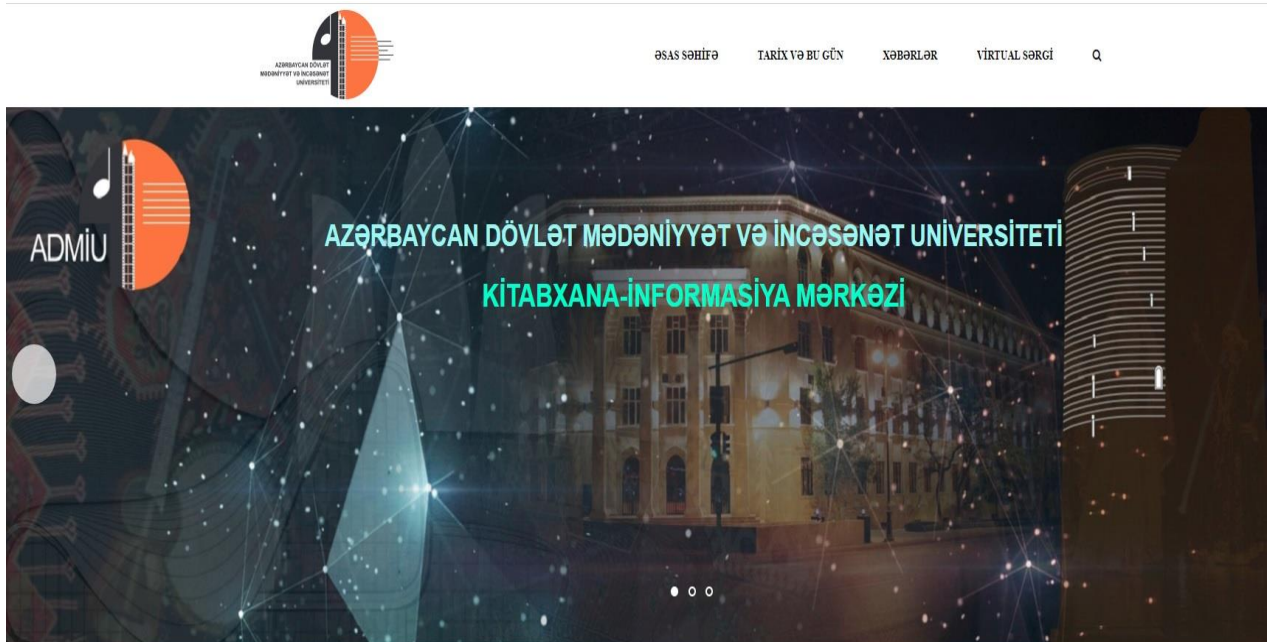 AZƏRBAYCAN DÖVLƏT
MƏDƏNİYYƏT VƏ İNCƏSƏNƏT
UNİVERSİTETİ
ƏSAS SƏHİFƏ
TARİX VƏ BU GÜN
XƏBƏRLƏR
VİRTUAL SƏRGİ
ADMİU
AZƏRBAYCAN DÖVLƏT MƏDƏNİYYƏT VƏ İNCƏSƏNƏT UNİVERSİTETİ
KİTABXANA-İNFORMASİYA MƏRKƏZİ